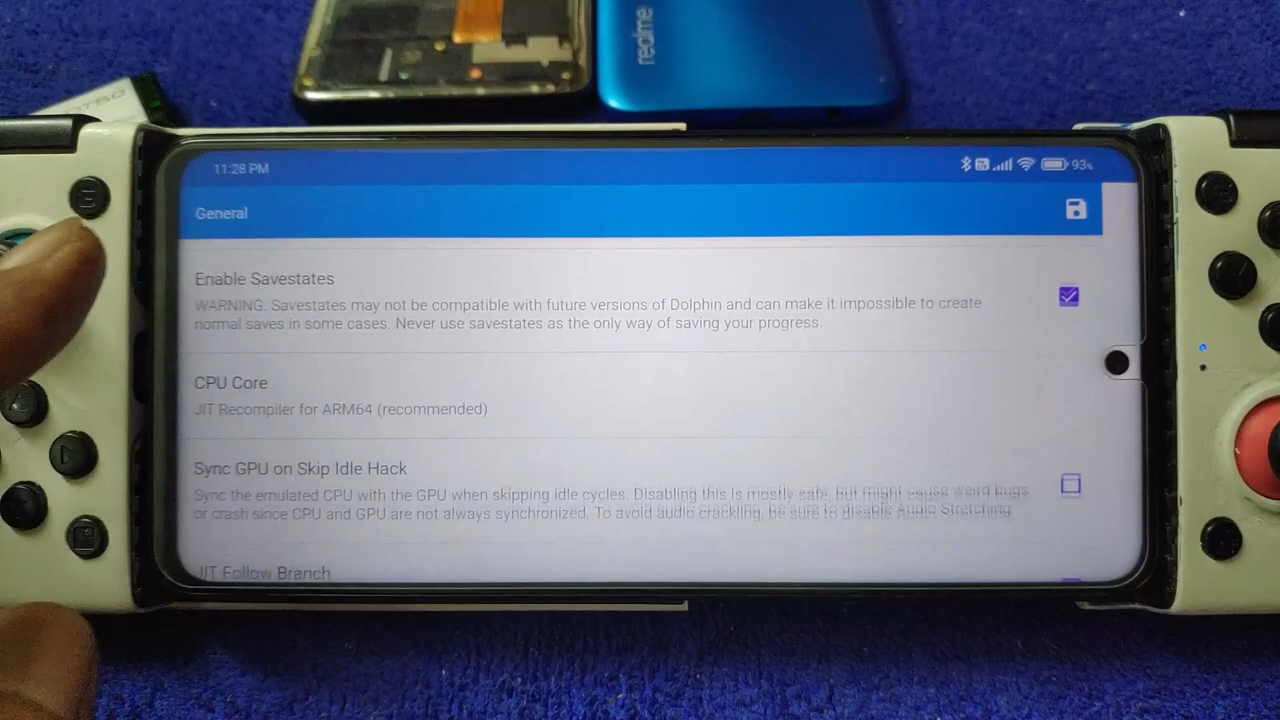 realme
11:28 PM
93%
General
Enable Savestates
WARNING: Savestates may not be compatible with future versions of Dolphin and can make it impossible to create
normal saves in some cases. Never use savestates as the only way of saving your progress.
CPU Core
JIT Recompiler for ARM64 (recommended)
Sync GPU on Skip Idle Hack
Sync the emulated CPU with the GPU when skipping idle cycles. Disabling this is mostly safe, but might cause weird bugs
or crash since CPU and GPU are not always synchronized. To avoid audio crackling, be sure to disable Audio Stretching.
JIT Follow Branch